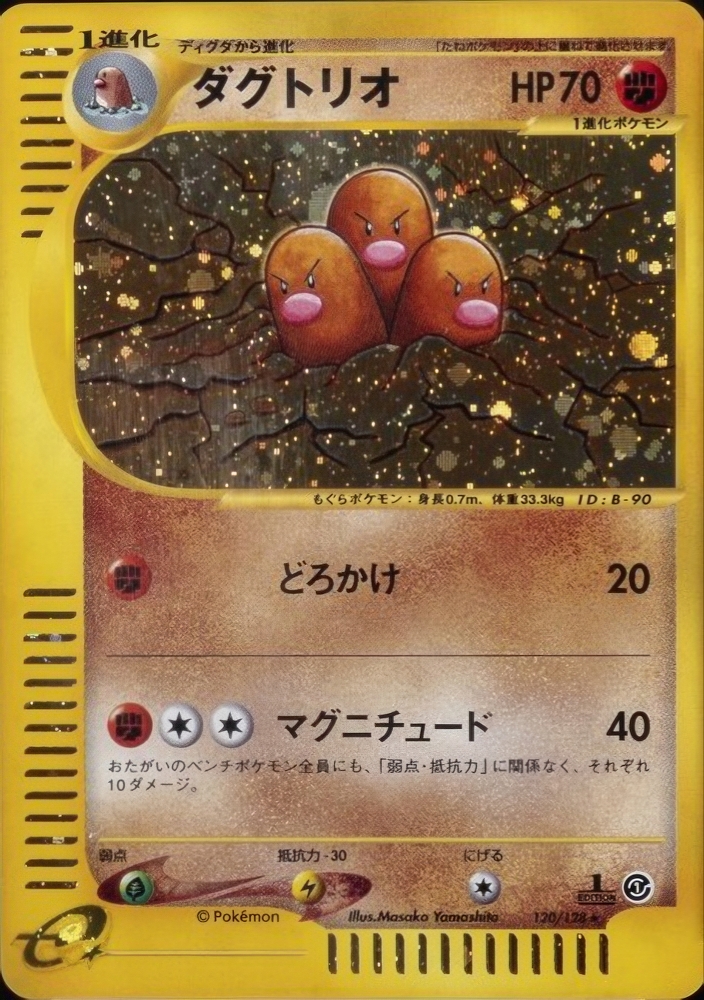 1進化 ディグダから進化 「たねポケモン」の上に重ねて進化させます
ダグトリオ HP70
1進化ポケモン
もぐらポケモン：身長0.7m. 体重33.3kg ID:B-90
どろかけ 20
マグニチュード 40
おたがいのベンチポケモン全員にも、「弱点・抵抗力」に関係なく、それぞれ
10ダメージ。
弱点 抵抗力 -30 にげる
1
EDITION
© Pokémon Illus.Masako Yamashita 120/128 ★
e